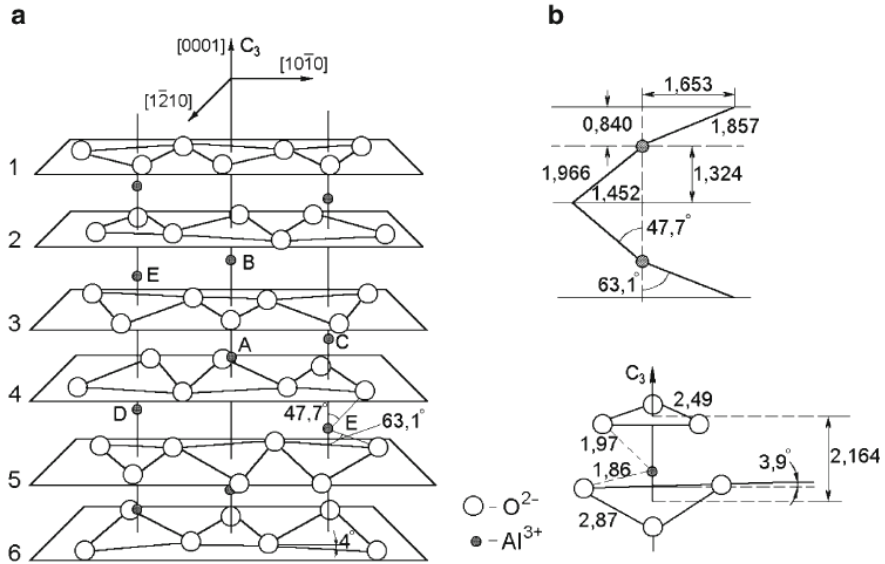 a
[0001] C3
[101̄0]
[12̄10]
1
2
E
B
3
A
C
4
D
47,7°
E
63,1°
5
6
4°
– O2–
– Al3+
b
1,653
0,840
1,857
1,966
1,452
1,324
47,7°
63,1°
C3
2,49
1,97
1,86
3,9°
2,164
2,87